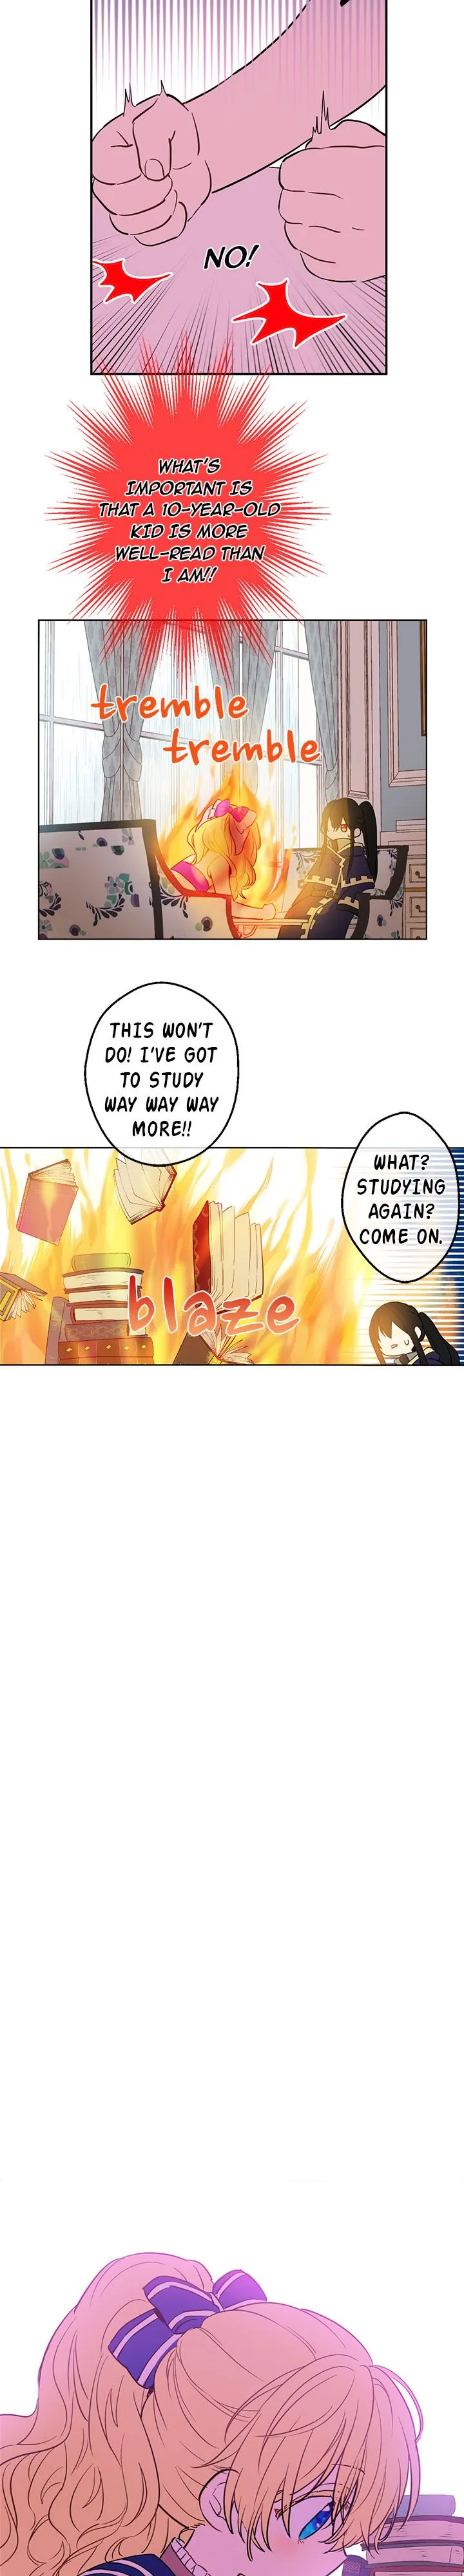 NO!
WHAT'S
IMPORTANT IS
THAT A 10-YEAR-OLD
KID IS MORE
WELL-READ THAN
I AM!!
tremble
tremble
THIS WON'T
DO! I'VE GOT
TO STUDY
WAY WAY WAY
MORE!!
WHAT?
STUDYING
AGAIN?
COME ON.
blaze